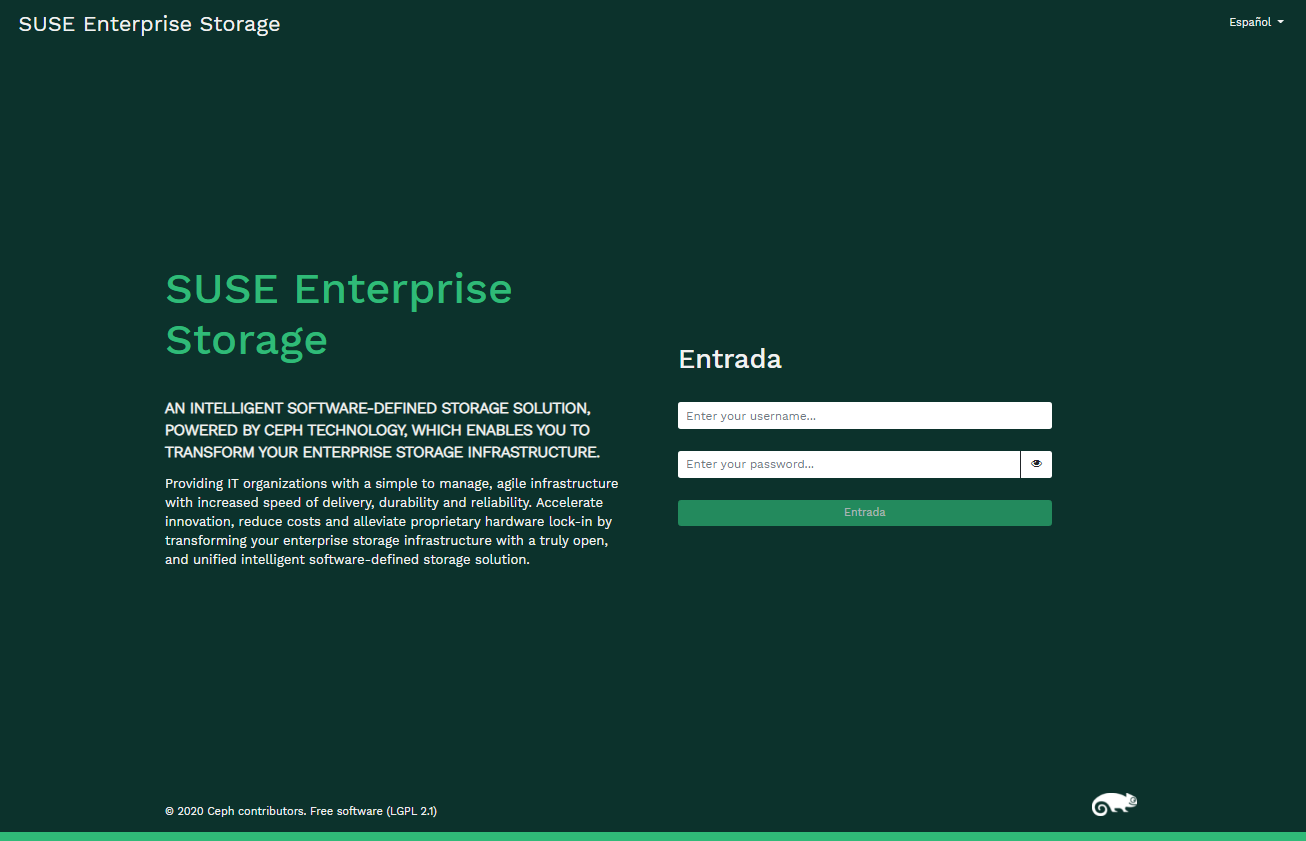 SUSE Enterprise Storage
Español
SUSE Enterprise
Storage
AN INTELLIGENT SOFTWARE-DEFINED STORAGE SOLUTION,
POWERED BY CEPH TECHNOLOGY, WHICH ENABLES YOU TO
TRANSFORM YOUR ENTERPRISE STORAGE INFRASTRUCTURE.
Providing IT organizations with a simple to manage, agile infrastructure
with increased speed of delivery, durability and reliability. Accelerate
innovation, reduce costs and alleviate proprietary hardware lock-in by
transforming your enterprise storage infrastructure with a truly open,
and unified intelligent software-defined storage solution.
Entrada
Enter your username...
Enter your password...
Entrada
© 2020 Ceph contributors. Free software (LGPL 2.1)